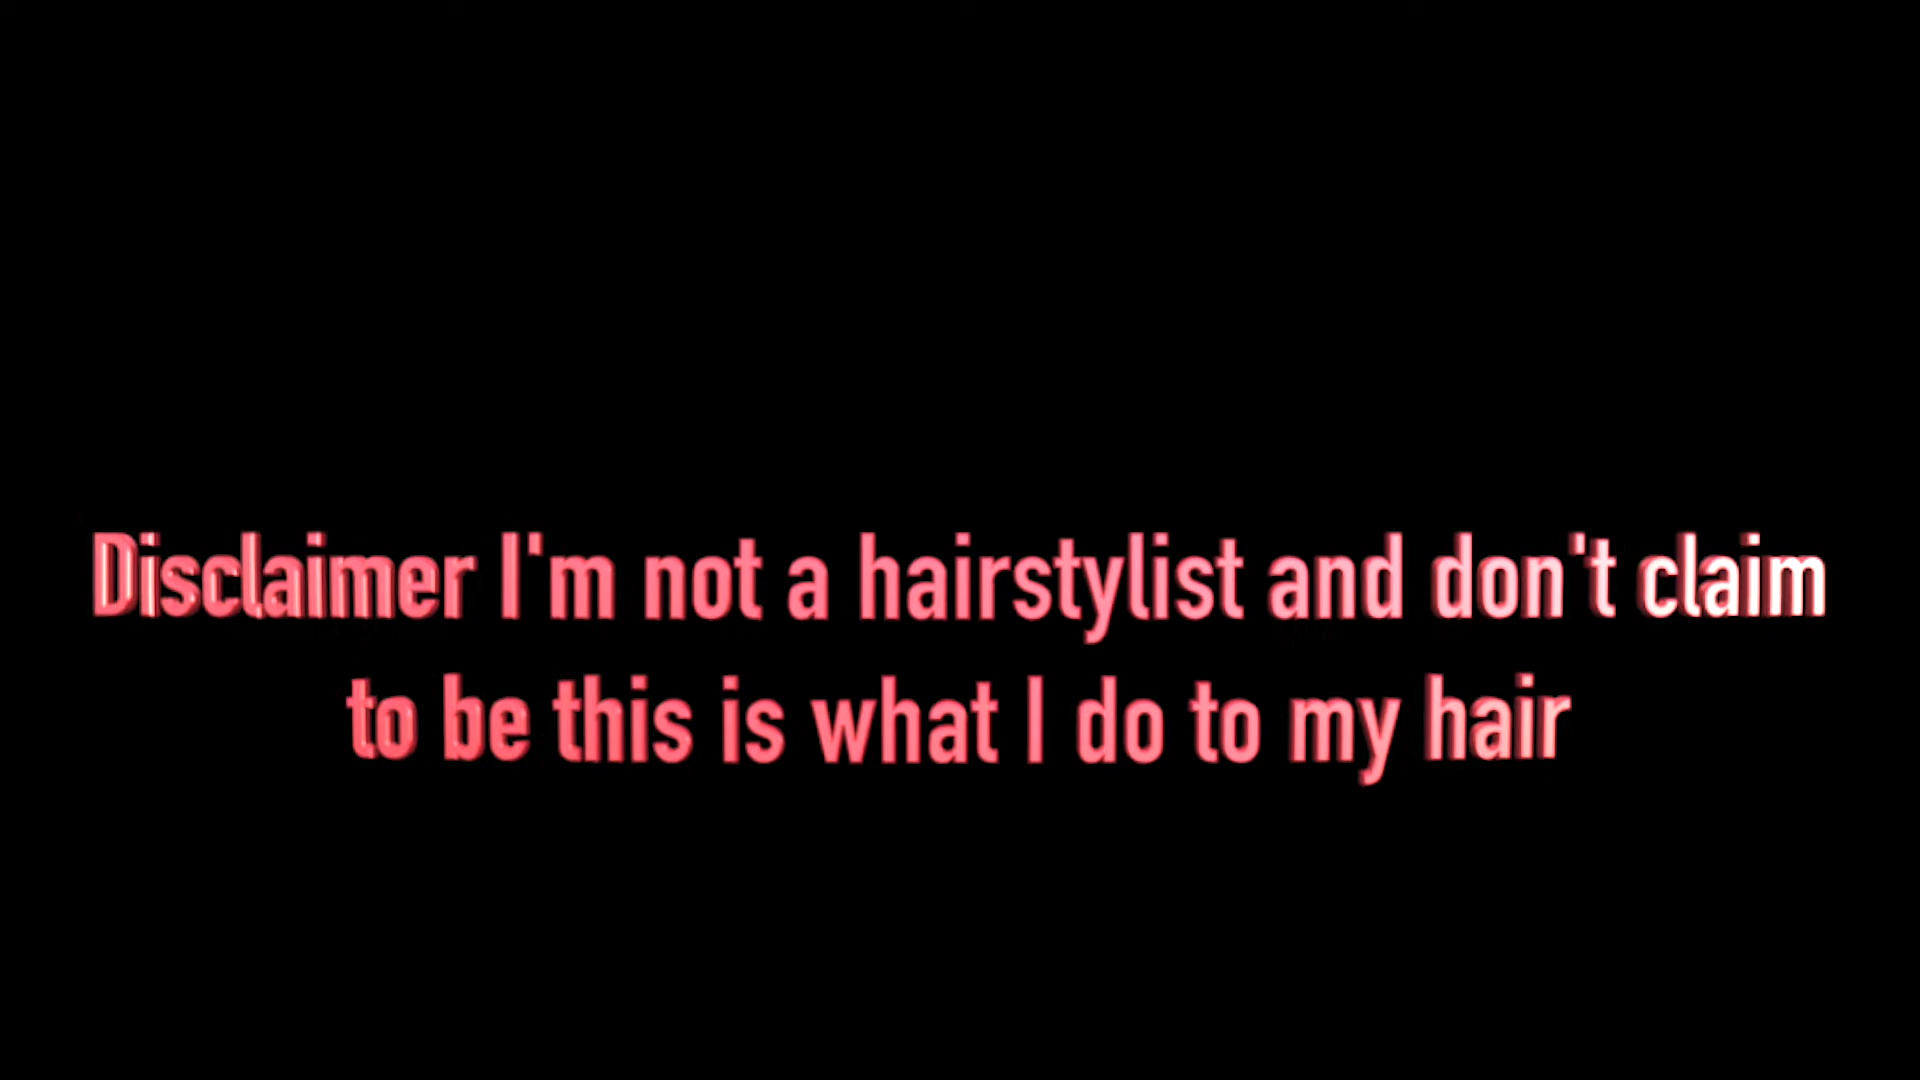 Disclaimer I'm not a hairstylist and don't claim
to be this is what I do to my hair